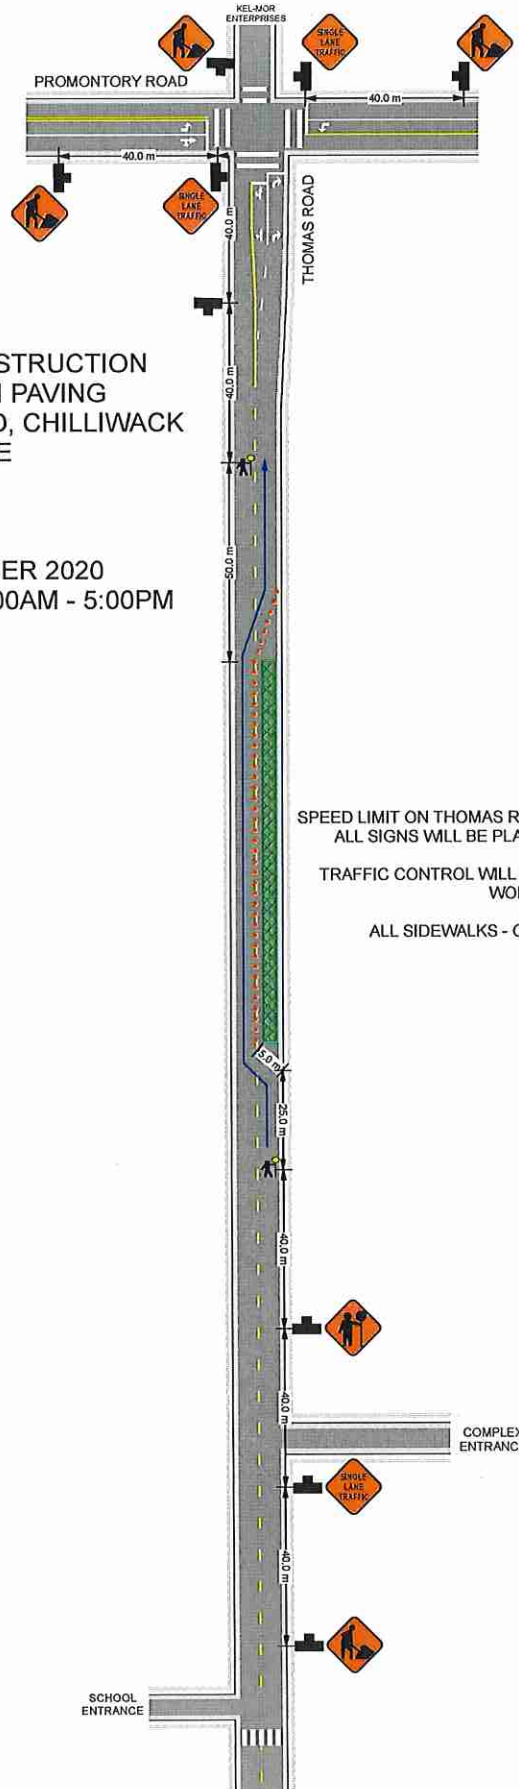 KEL-MOR
ENTERPRISES
SINGLE
LANE
TRAFFIC
PROMONTORY ROAD
40.0 m
40.0 m
SINGLE
LANE
TRAFFIC
40.0 m
THOMAS ROAD
STRUCTION
PAVING
, CHILLIWACK
E
40.0 m
50.0 m
ER 2020
00AM - 5:00PM
SPEED LIMIT ON THOMAS R
ALL SIGNS WILL BE PLA
TRAFFIC CONTROL WILL
WO
ALL SIDEWALKS -
5.0 m
25.0 m
40.0 m
40.0 m
COMPLEX
ENTRANC
SINGLE
LANE
TRAFFIC
40.0 m
SCHOOL
ENTRANCE